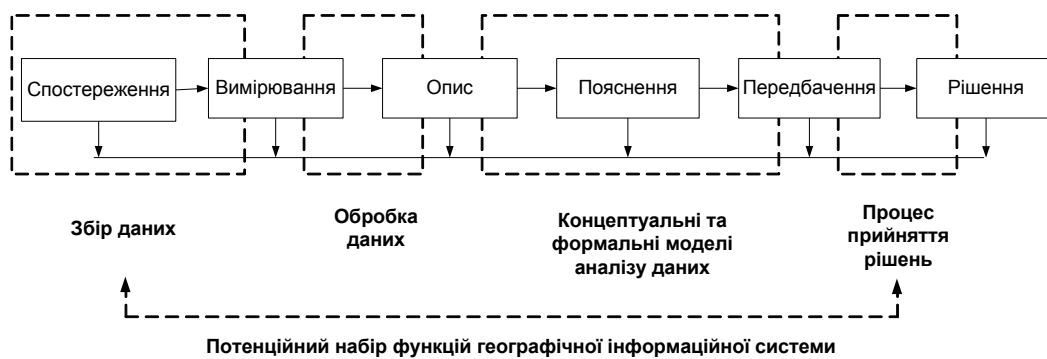 Спостереження
Вимірювання
Опис
Пояснення
Передбачення
Рішення
Збір даних
Обробка
даних
Концептуальні та
формальні моделі
аналізу даних
Процес
прийняття
рішень
Потенційний набір функцій географічної інформаційної системи